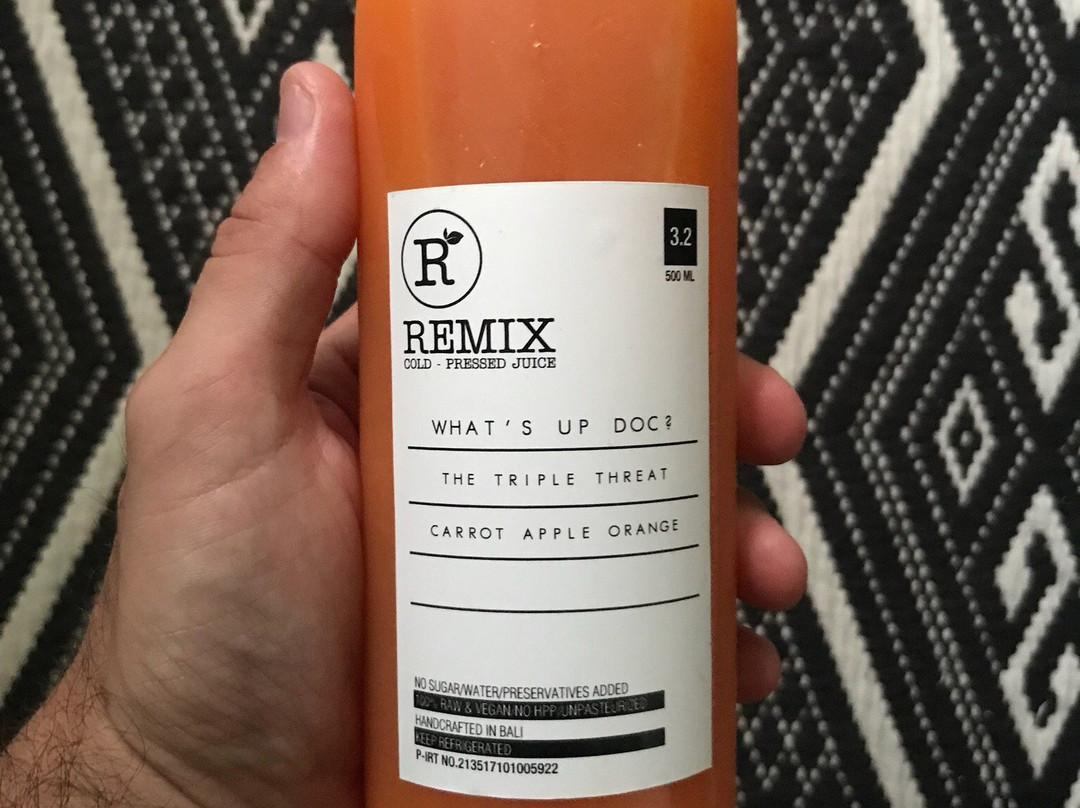 R
3.2
500 ML
REMIX
COLD - PRESSED JUICE
WHAT'S UP DOC?
THE TRIPLE THREAT
CARROT APPLE ORANGE
NO SUGAR/WATER/PRESERVATIVES ADDED
100% RAW & VEGAN/NO HPP/UNPASTEURIZED
HANDCRAFTED IN BALI
KEEP REFRIGERATED
P-IRT NO.213517101005922